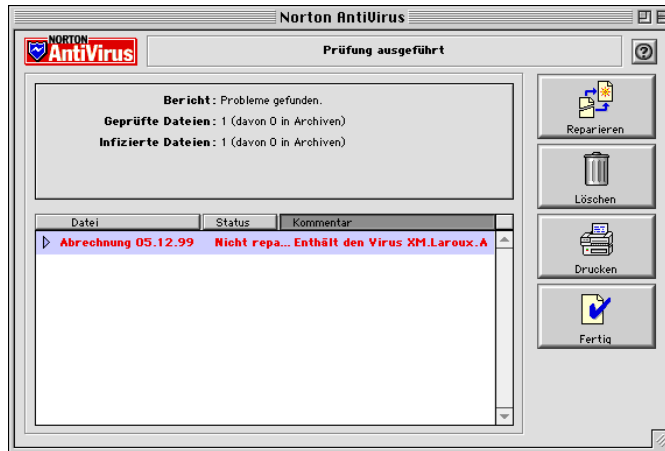 Norton AntiVirus
NORTON
AntiVirus
Prüfung ausgeführt
Bericht: Probleme gefunden.
Geprüfte Dateien: 1 (davon 0 in Archiven)
Infizierte Dateien: 1 (davon 0 in Archiven)
Reparieren
Löschen
Drucken
Fertig
Datei Status Kommentar
Abrechnung 05.12.99 Nicht repa... Enthält den Virus XM.Laroux.A